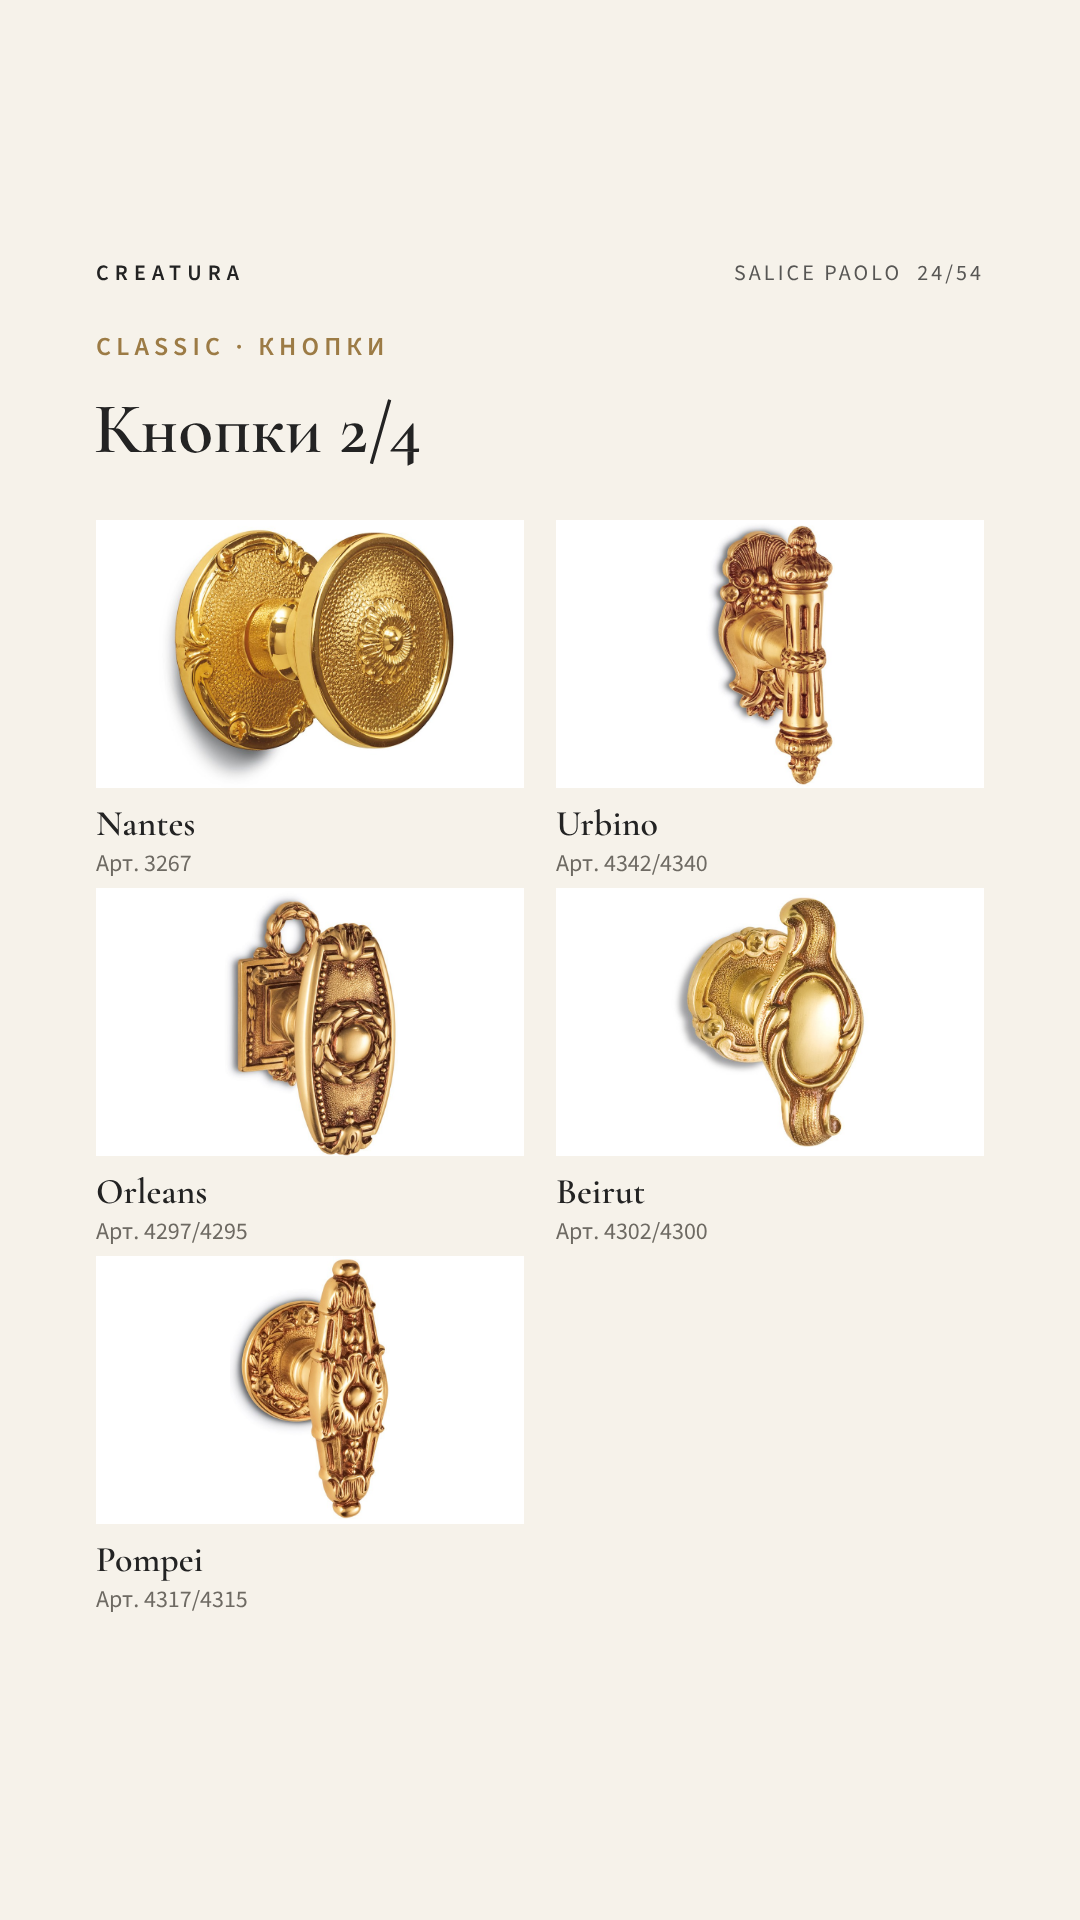 CREATURA
SALICE PAOLO 24/54
CLASSIC · КНОПКИ
Кнопки 2/4
Nantes
Арт. 3267
Urbino
Арт. 4342/4340
Orleans
Арт. 4297/4295
Beirut
Арт. 4302/4300
Pompei
Арт. 4317/4315